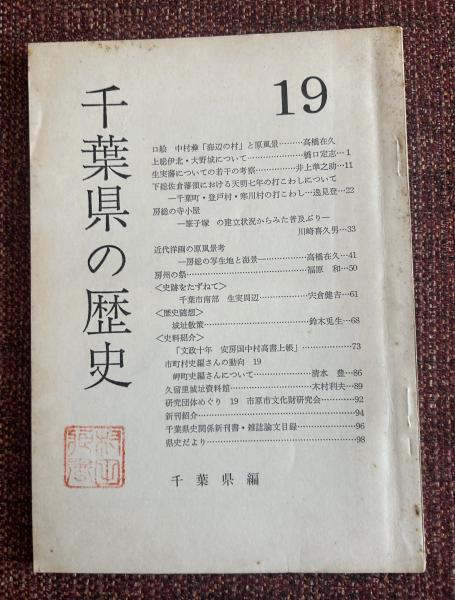 千葉県の歴史
19
口絵 中村彝「海辺の村」と原風景………高橋在久
上総伊北・大野城について…………………橋口定志…1
生実藩についての若干の考察……………井上準之助…11
下総佐倉藩領における天明七年の打こわしについて
―千葉町・登戸村・寒川村の打こわし…逸見登…22
房総の寺小屋
―筆子塚 の建立状況からみた普及ぶり―
川崎喜久男…33
近代洋画の原風景考
―房総の写生地と海景―……………高橋在久…41
房州の祭……………………………………福原 和…50
<史跡をたずねて>
千葉市南部 生実周辺………………宍倉健吉…61
<歴史随想>
城址散策………………………………鈴木兎生…68
<史料紹介>
「文政十年 安房国中村高書上帳」……………73
市町村史編さんの動向 19
岬町史編さんについて………………清水 豊…86
久留里城址資料館…………………………木村利夫…89
研究団体めぐり 19 市原市文化財研究会…………92
新刊紹介…………………………………………………94
千葉県史関係新刊書・雑誌論文目録………………96
県史だより………………………………………………98
千葉県編